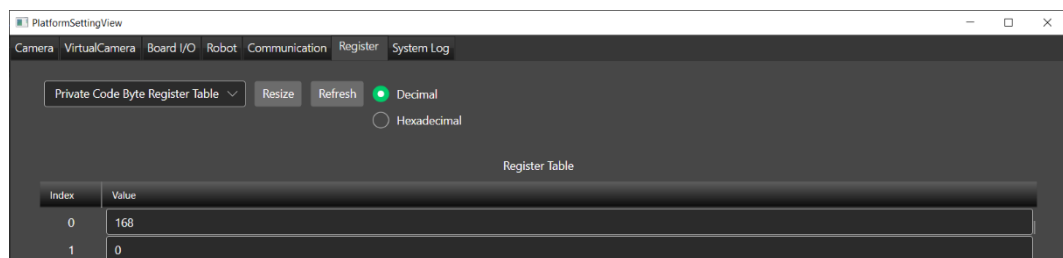 PlatformSettingView
Camera VirtualCamera Board I/O Robot Communication Register System Log
Private Code Byte Register Table Resize Refresh Decimal
Hexadecimal
Register Table
Index Value
0 168
1 0